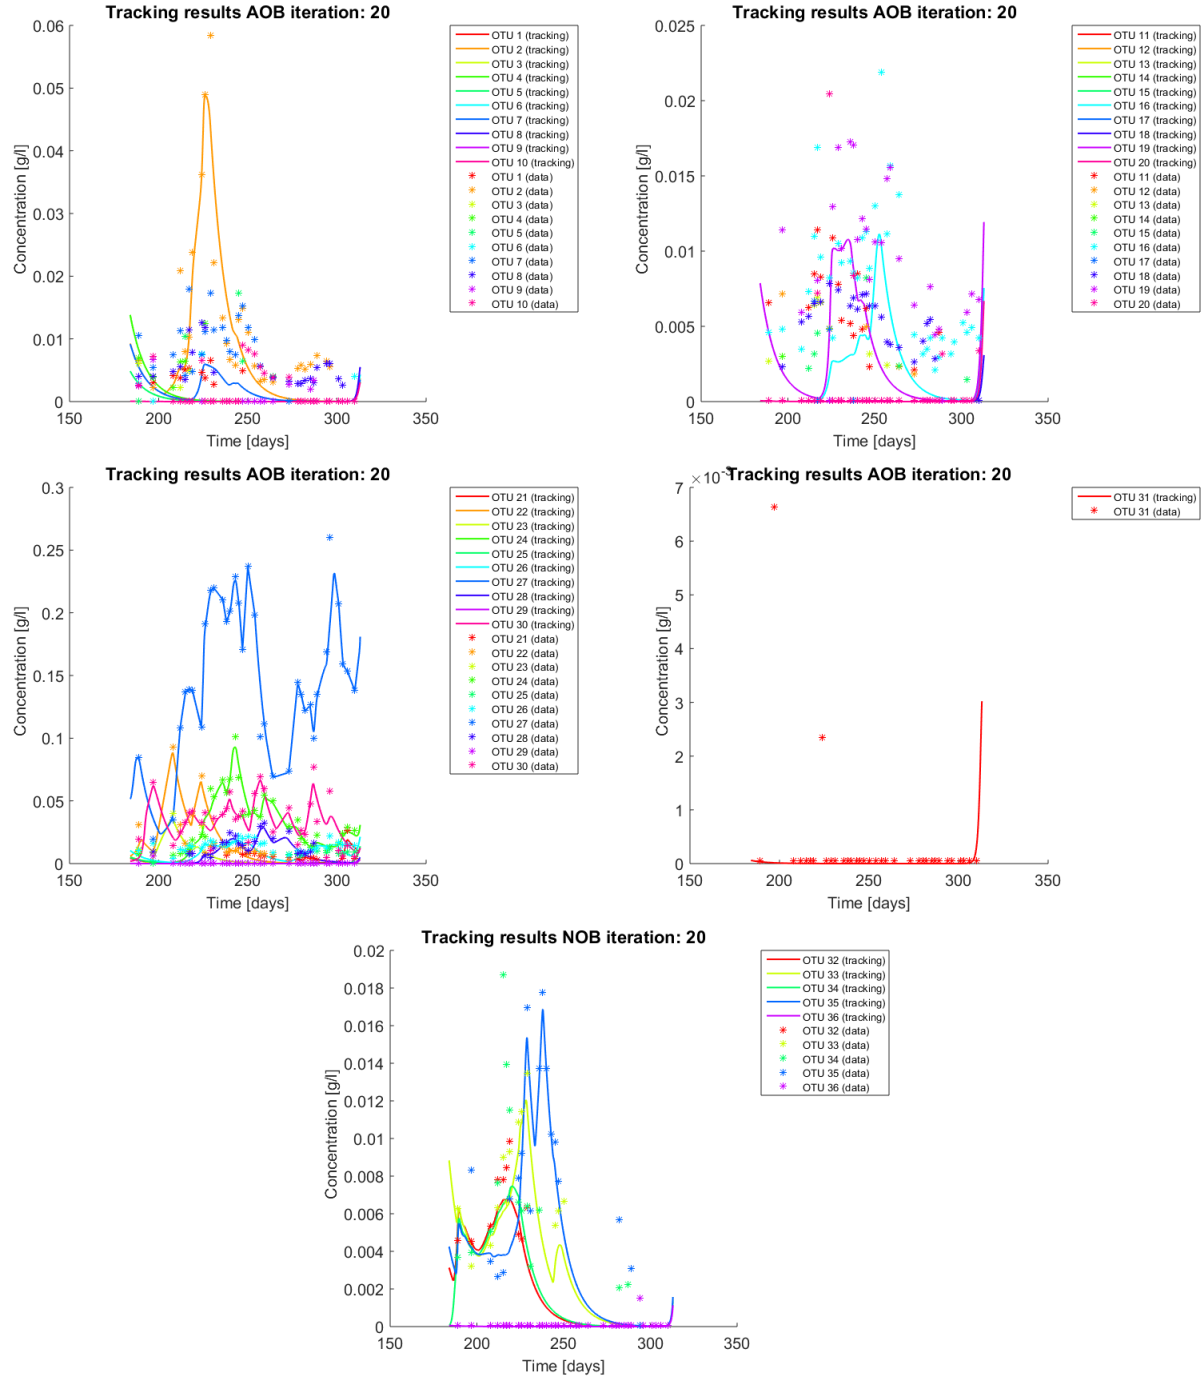 Tracking results AOB iteration: 20
0.06
0.05
0.04
0.03
0.02
0.01
0
150
200
250
300
350
Concentration [g/l]
Time [days]
OTU 1 (tracking)
OTU 2 (tracking)
OTU 3 (tracking)
OTU 4 (tracking)
OTU 5 (tracking)
OTU 6 (tracking)
OTU 7 (tracking)
OTU 8 (tracking)
OTU 9 (tracking)
OTU 10 (tracking)
OTU 1 (data)
OTU 2 (data)
OTU 3 (data)
OTU 4 (data)
OTU 5 (data)
OTU 6 (data)
OTU 7 (data)
OTU 8 (data)
OTU 9 (data)
OTU 10 (data)
Tracking results AOB iteration: 20
0.025
0.02
0.015
0.01
0.005
0
150
200
250
300
350
Concentration [g/l]
Time [days]
OTU 11 (tracking)
OTU 12 (tracking)
OTU 13 (tracking)
OTU 14 (tracking)
OTU 15 (tracking)
OTU 16 (tracking)
OTU 17 (tracking)
OTU 18 (tracking)
OTU 19 (tracking)
OTU 20 (tracking)
OTU 11 (data)
OTU 12 (data)
OTU 13 (data)
OTU 14 (data)
OTU 15 (data)
OTU 16 (data)
OTU 17 (data)
OTU 18 (data)
OTU 19 (data)
OTU 20 (data)
Tracking results AOB iteration: 20
0.3
0.25
0.2
0.15
0.1
0.05
0
150
200
250
300
350
Concentration [g/l]
Time [days]
OTU 21 (tracking)
OTU 22 (tracking)
OTU 23 (tracking)
OTU 24 (tracking)
OTU 25 (tracking)
OTU 26 (tracking)
OTU 27 (tracking)
OTU 28 (tracking)
OTU 29 (tracking)
OTU 30 (tracking)
OTU 21 (data)
OTU 22 (data)
OTU 23 (data)
OTU 24 (data)
OTU 25 (data)
OTU 26 (data)
OTU 27 (data)
OTU 28 (data)
OTU 29 (data)
OTU 30 (data)
×10
Tracking results AOB iteration: 20
7
6
5
4
3
2
1
0
150
200
250
300
350
Concentration [g/l]
Time [days]
OTU 31 (tracking)
OTU 31 (data)
Tracking results NOB iteration: 20
0.02
0.018
0.016
0.014
0.012
0.01
0.008
0.006
0.004
0.002
0
150
200
250
300
350
Concentration [g/l]
Time [days]
OTU 32 (tracking)
OTU 33 (tracking)
OTU 34 (tracking)
OTU 35 (tracking)
OTU 36 (tracking)
OTU 32 (data)
OTU 33 (data)
OTU 34 (data)
OTU 35 (data)
OTU 36 (data)